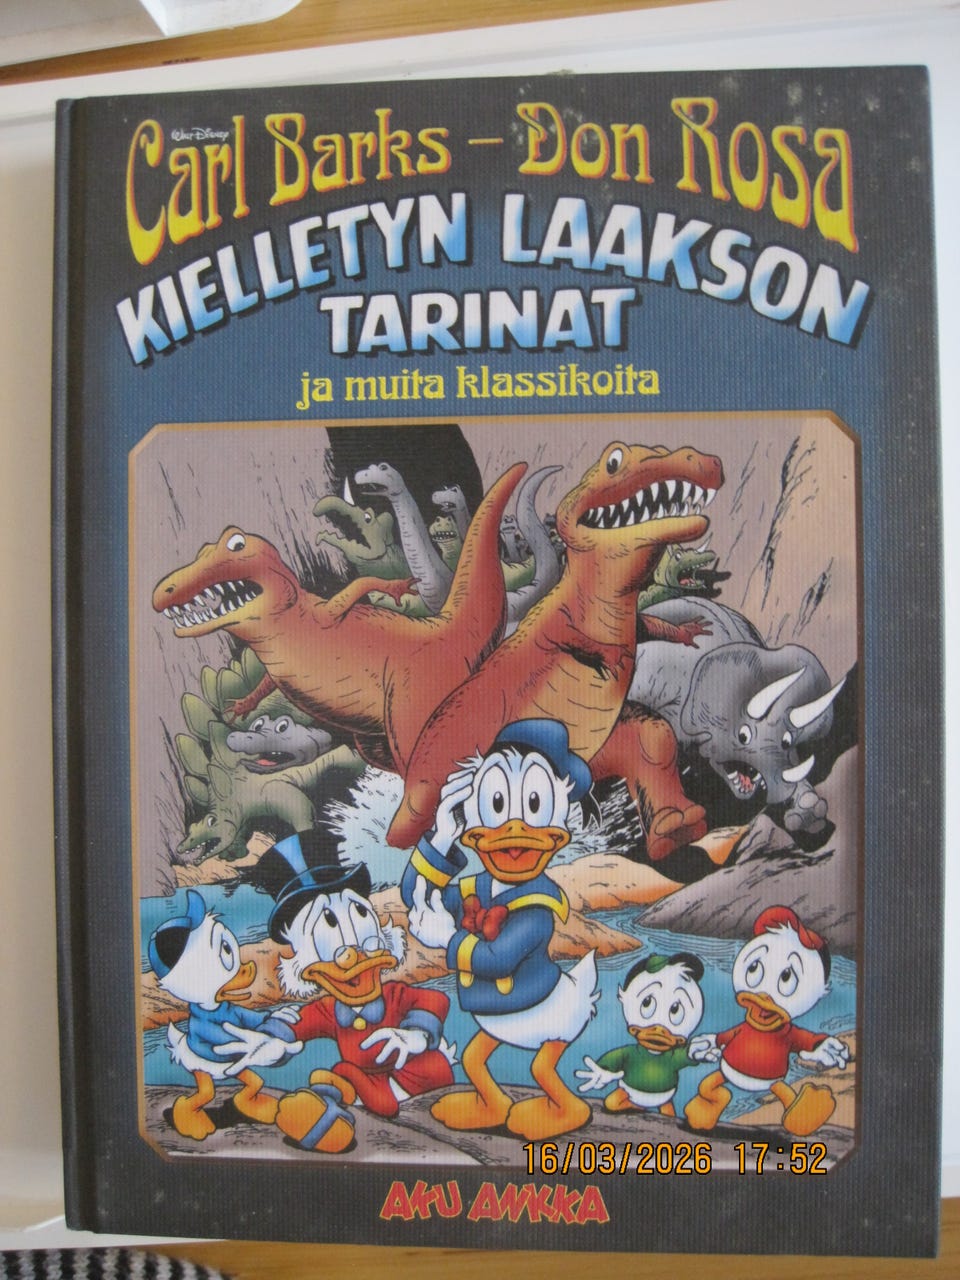 Walt Disney
Carl Barks – Don Rosa
KIELLETYN LAAKSON
TARINAT
ja muita klassikoita
16/03/2026 17:52
AKU ANKKA